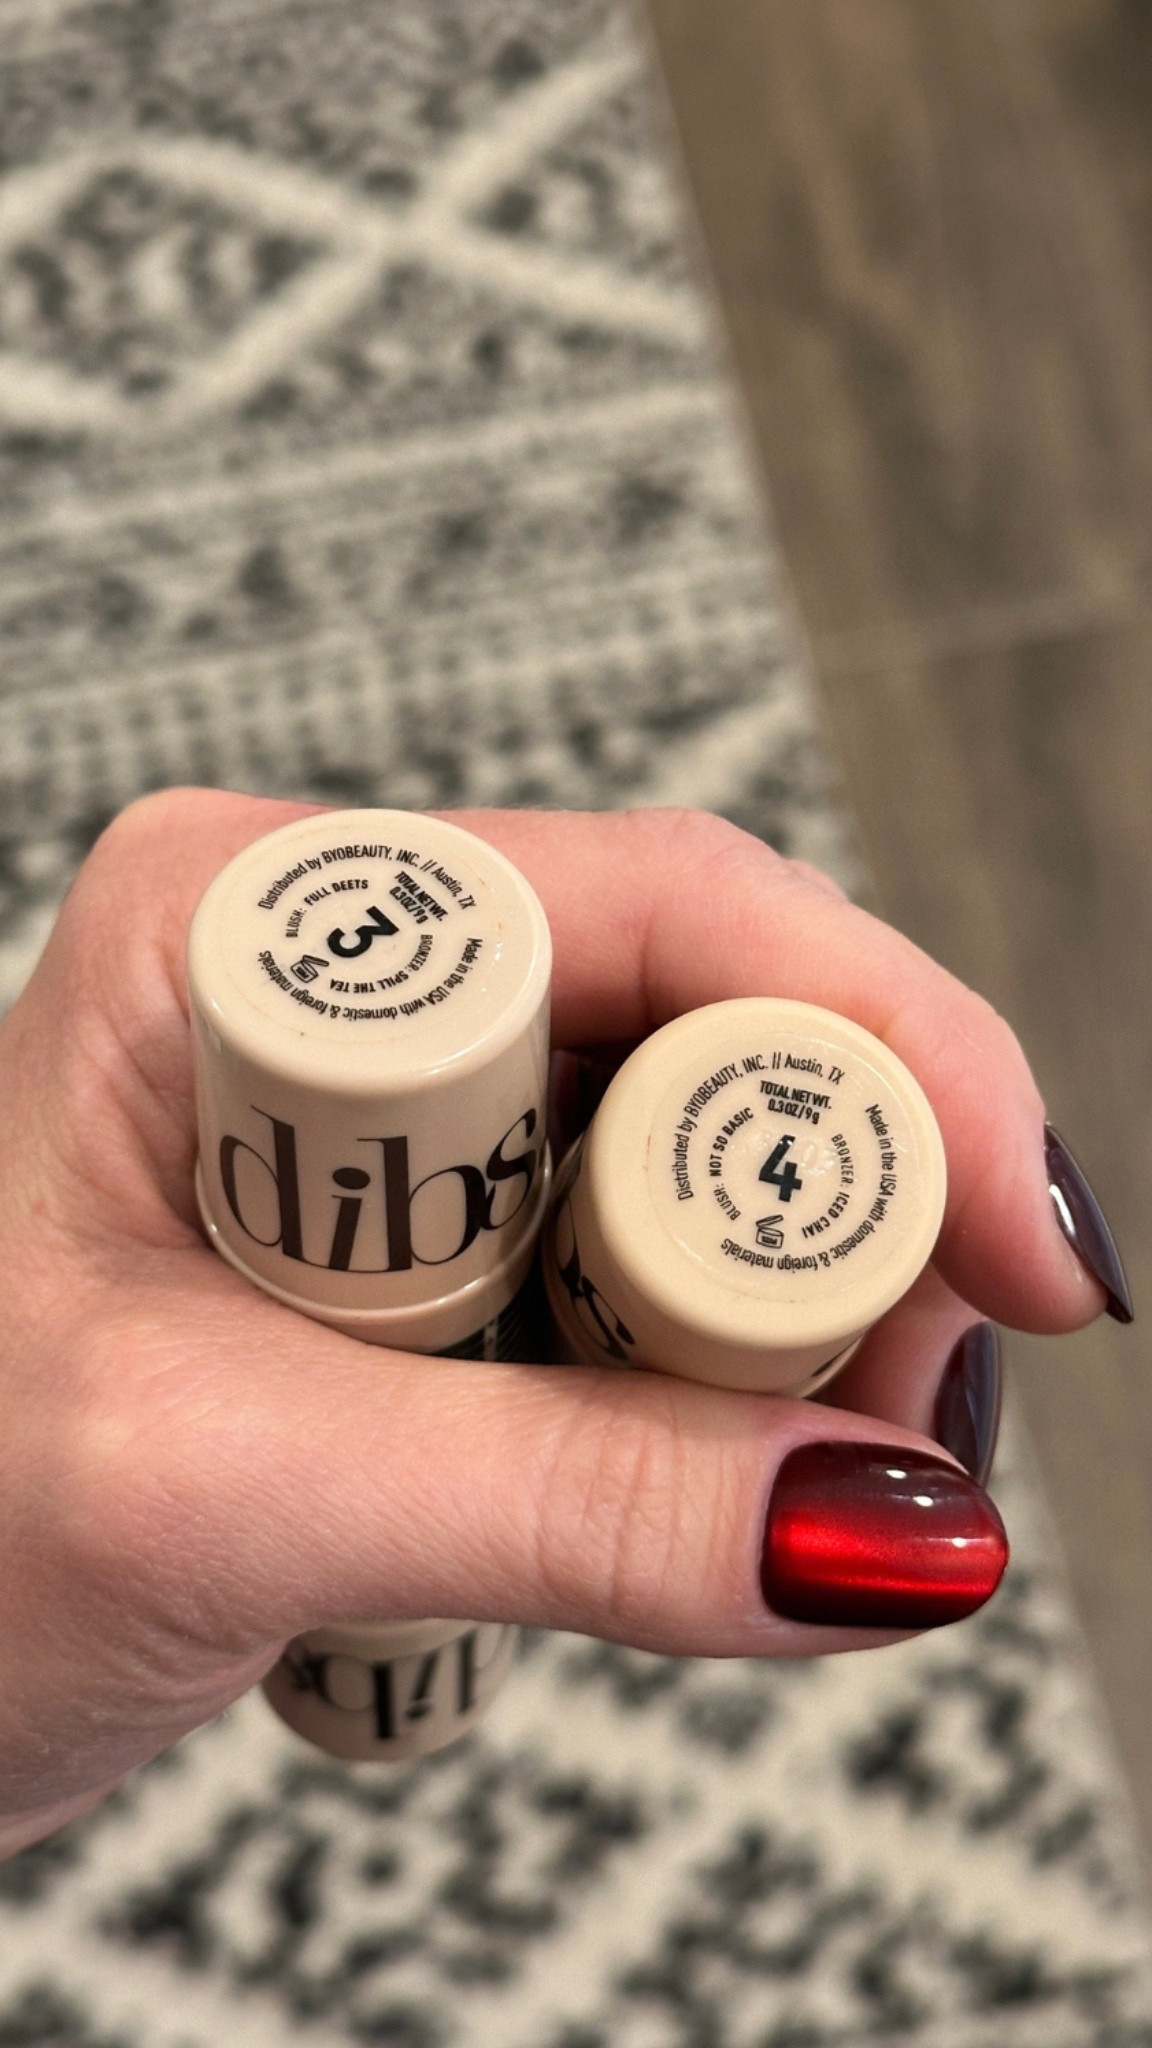 Distributed by BYOBEAUTY, INC. // Austin, TX
TOTAL NET WT.
0.3 OZ/9g
BLUSH: FULL DEETS
3
BRONZER: SPILL THE TEA
Made in the USA with domestic & foreign materials
dibs
Distributed by BYOBEAUTY, INC. // Austin, TX
TOTAL NET WT.
0.3 OZ/9g
BLUSH: NOT SO BASIC
4
BRONZER: ICED CHAI
Made in the USA with domestic & foreign materials
dibs